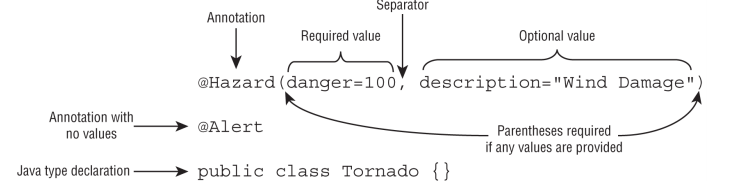 Separator
Annotation
Required value
Optional value
@Hazard(danger=100, description="Wind Damage")
Annotation with
no values
@Alert
Parentheses required
if any values are provided
Java type declaration
public class Tornado {}